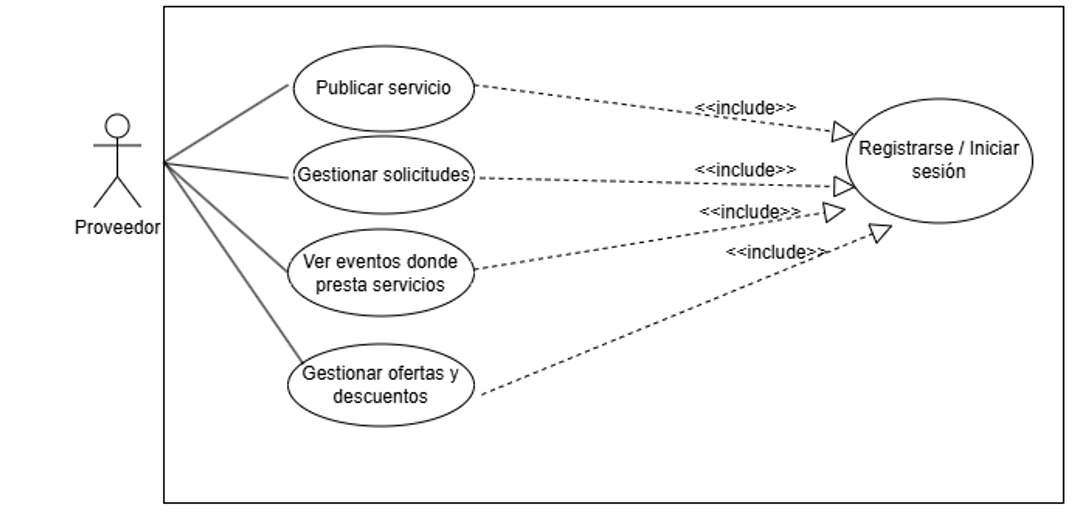 Publicar servicio
<<include>>
Registrarse / Iniciar
sesión
Gestionar solicitudes
<<include>>
Proveedor
<<include>>
Ver eventos donde
presta servicios
<<include>>
Gestionar ofertas y
descuentos